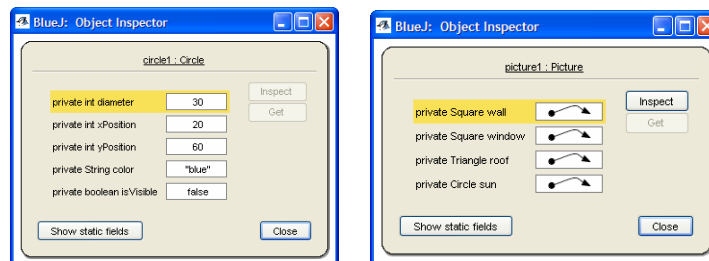 BlueJ: Object Inspector
circle1 : Circle
private int diameter 30
private int xPosition 20
private int yPosition 60
private String color "blue"
private boolean isVisible false
Inspect
Get
Show static fields Close
BlueJ: Object Inspector
picture1 : Picture
private Square wall
private Square window
private Triangle roof
private Circle sun
Inspect
Get
Show static fields Close